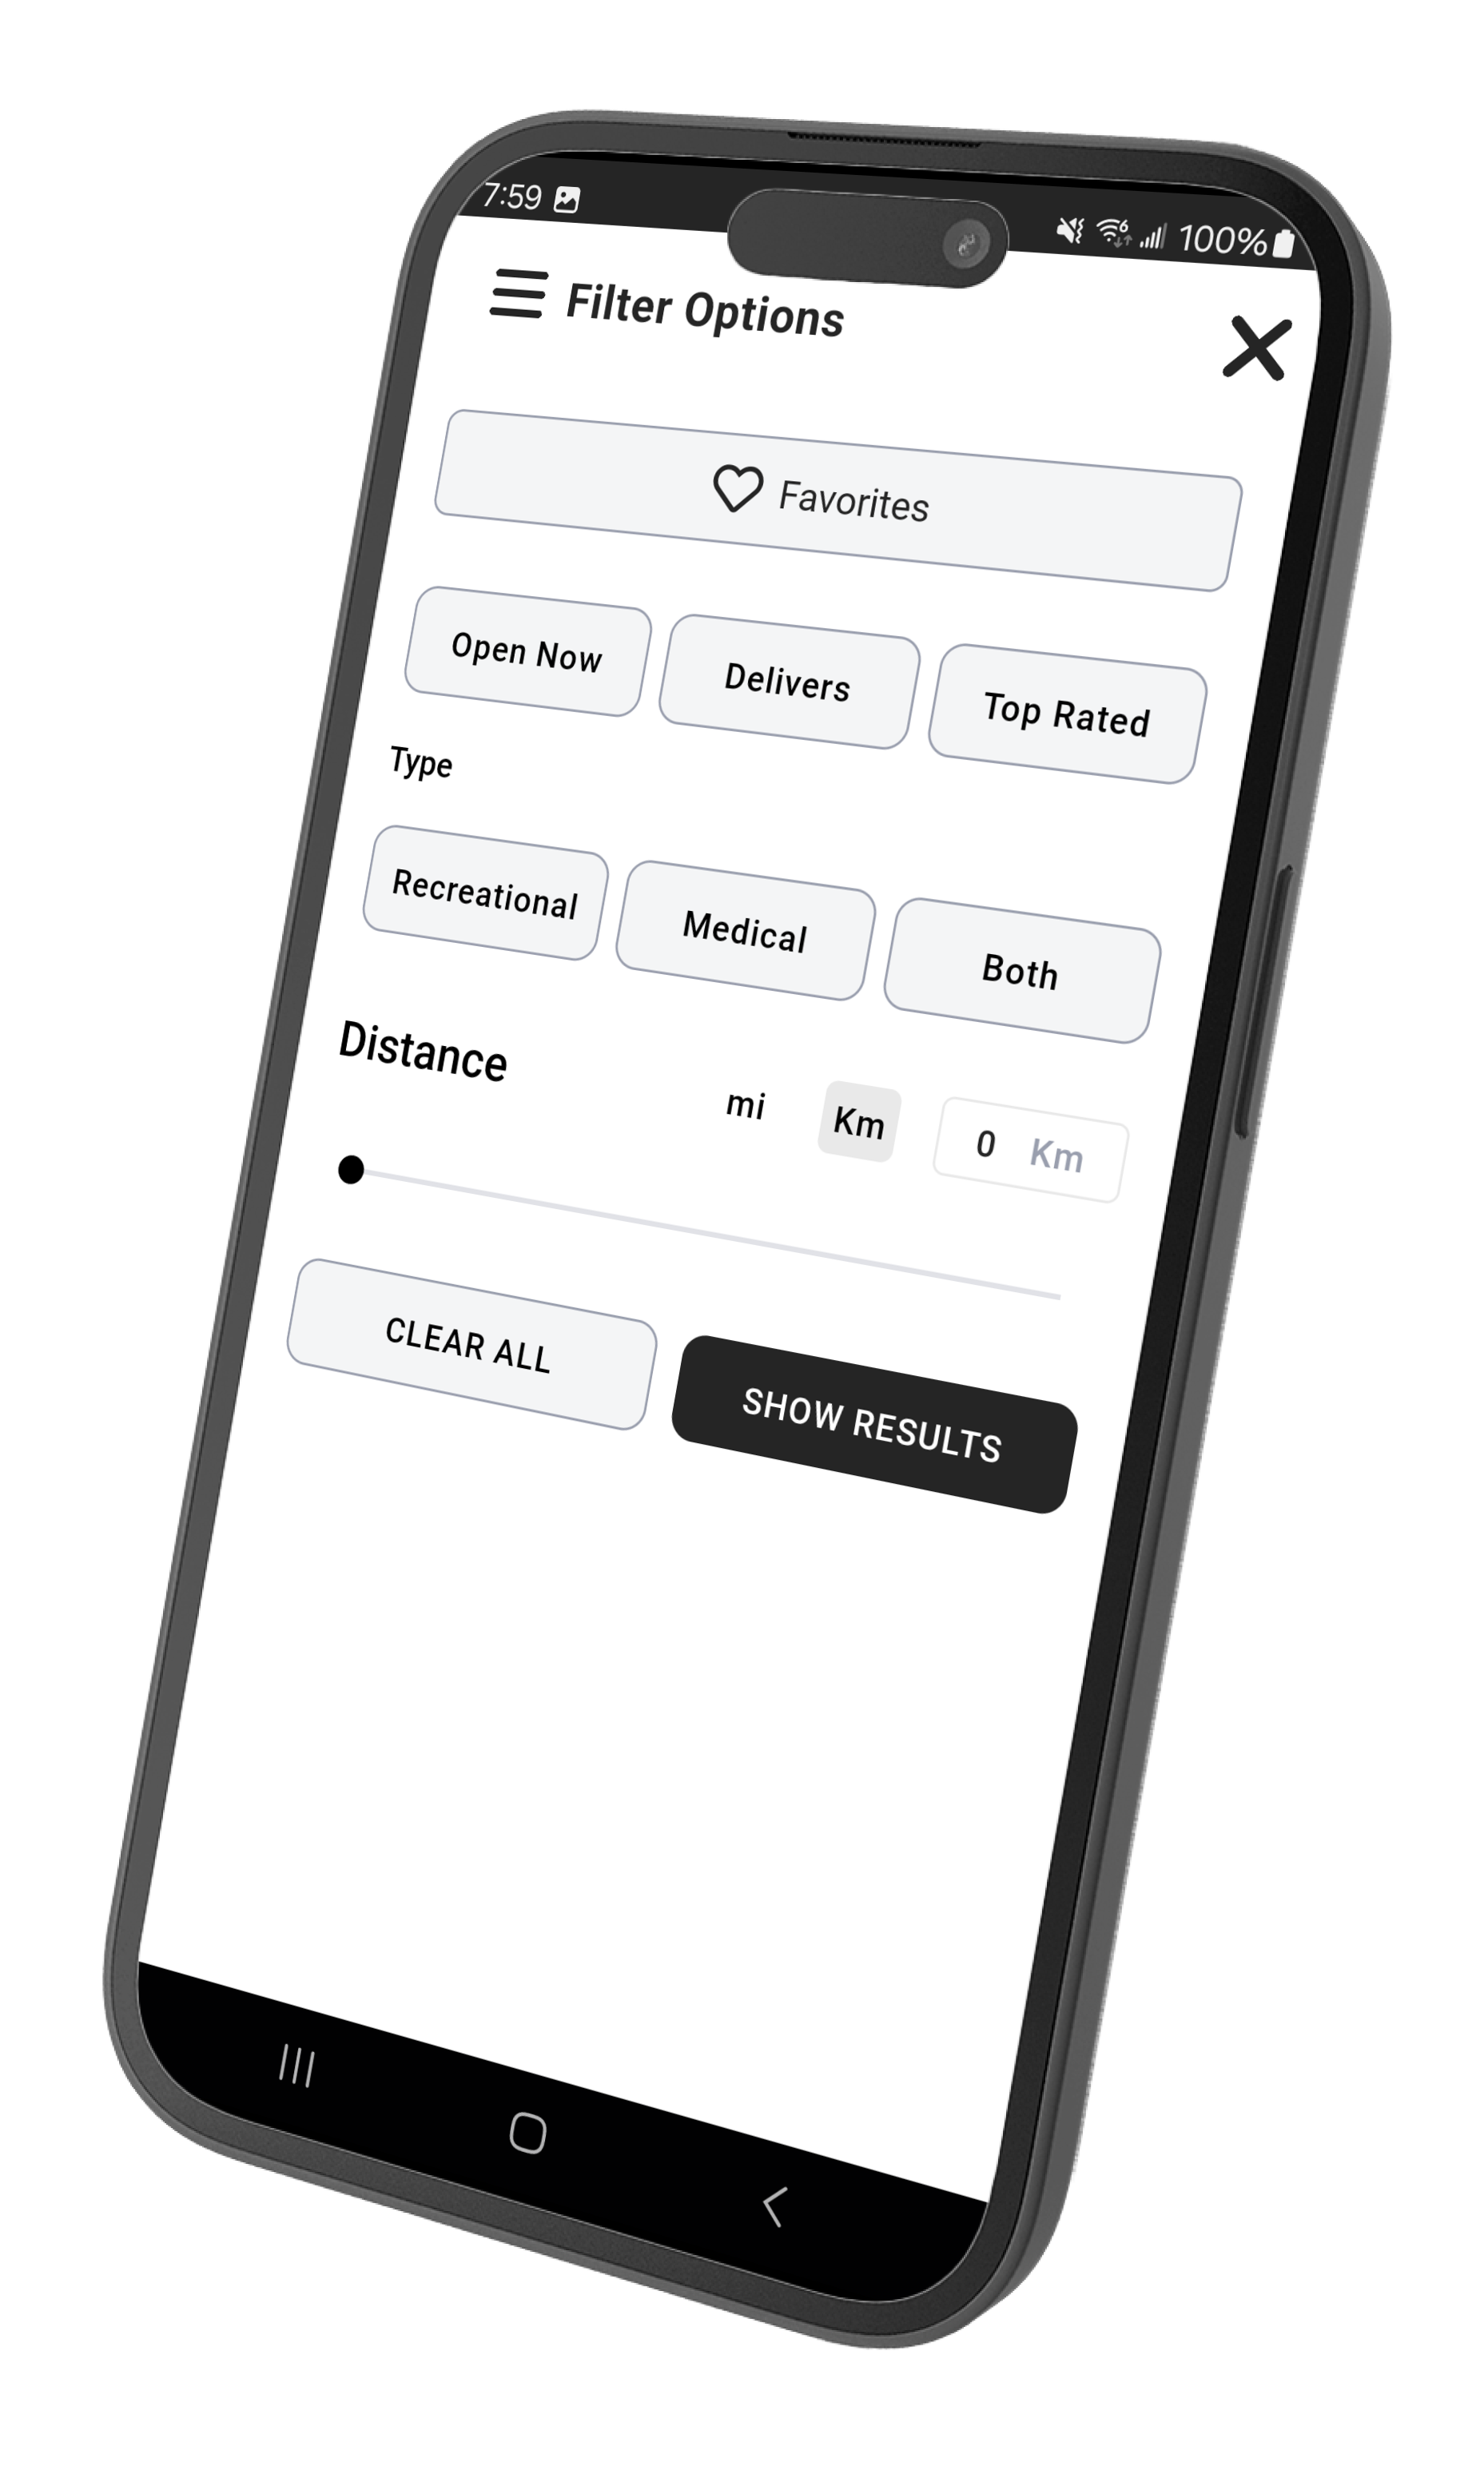 7:59 100%
Filter Options
Favorites
Open Now Delivers Top Rated
Type
Recreational Medical Both
Distance
mi Km 0 Km
CLEAR ALL SHOW RESULTS